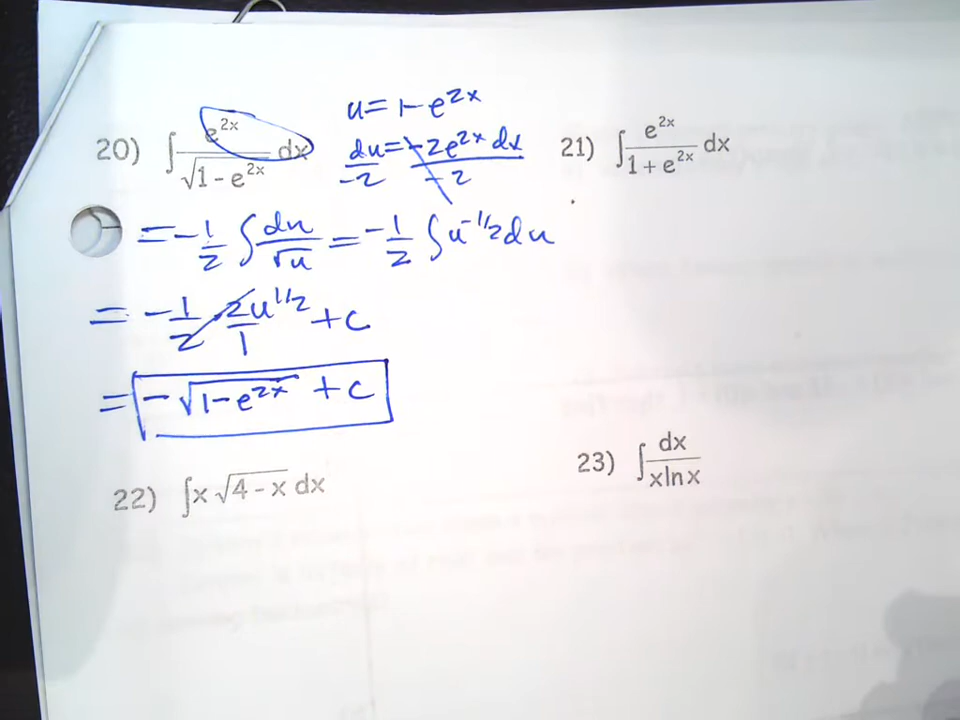 20) ∫ e^{2x} / √(1 - e^{2x}) dx
u = 1 - e^{2x}
du = -2e^{2x} dx
-2 -2
= -1/2 ∫ du/√u = -1/2 ∫ u^{-1/2} du
= -1/2 · 2u^{1/2}/1 + c
= -√(1-e^{2x}) + c
21) ∫ e^{2x} / (1 + e^{2x}) dx
22) ∫ x √(4 - x) dx
23) ∫ dx / (x ln x)